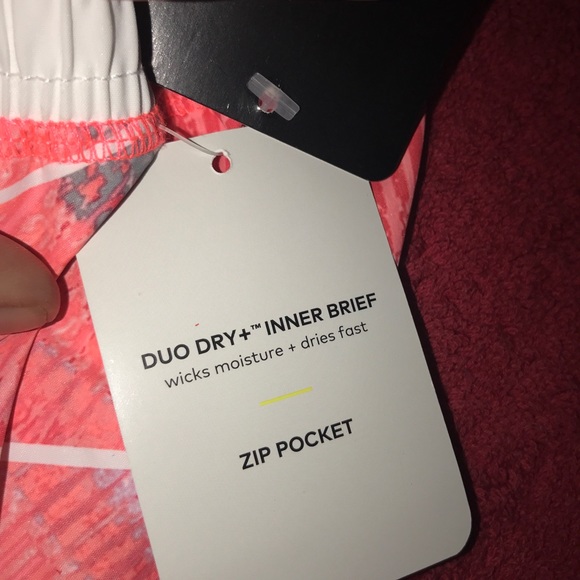 DUO DRY+™ INNER BRIEF
wicks moisture + dries fast
ZIP POCKET